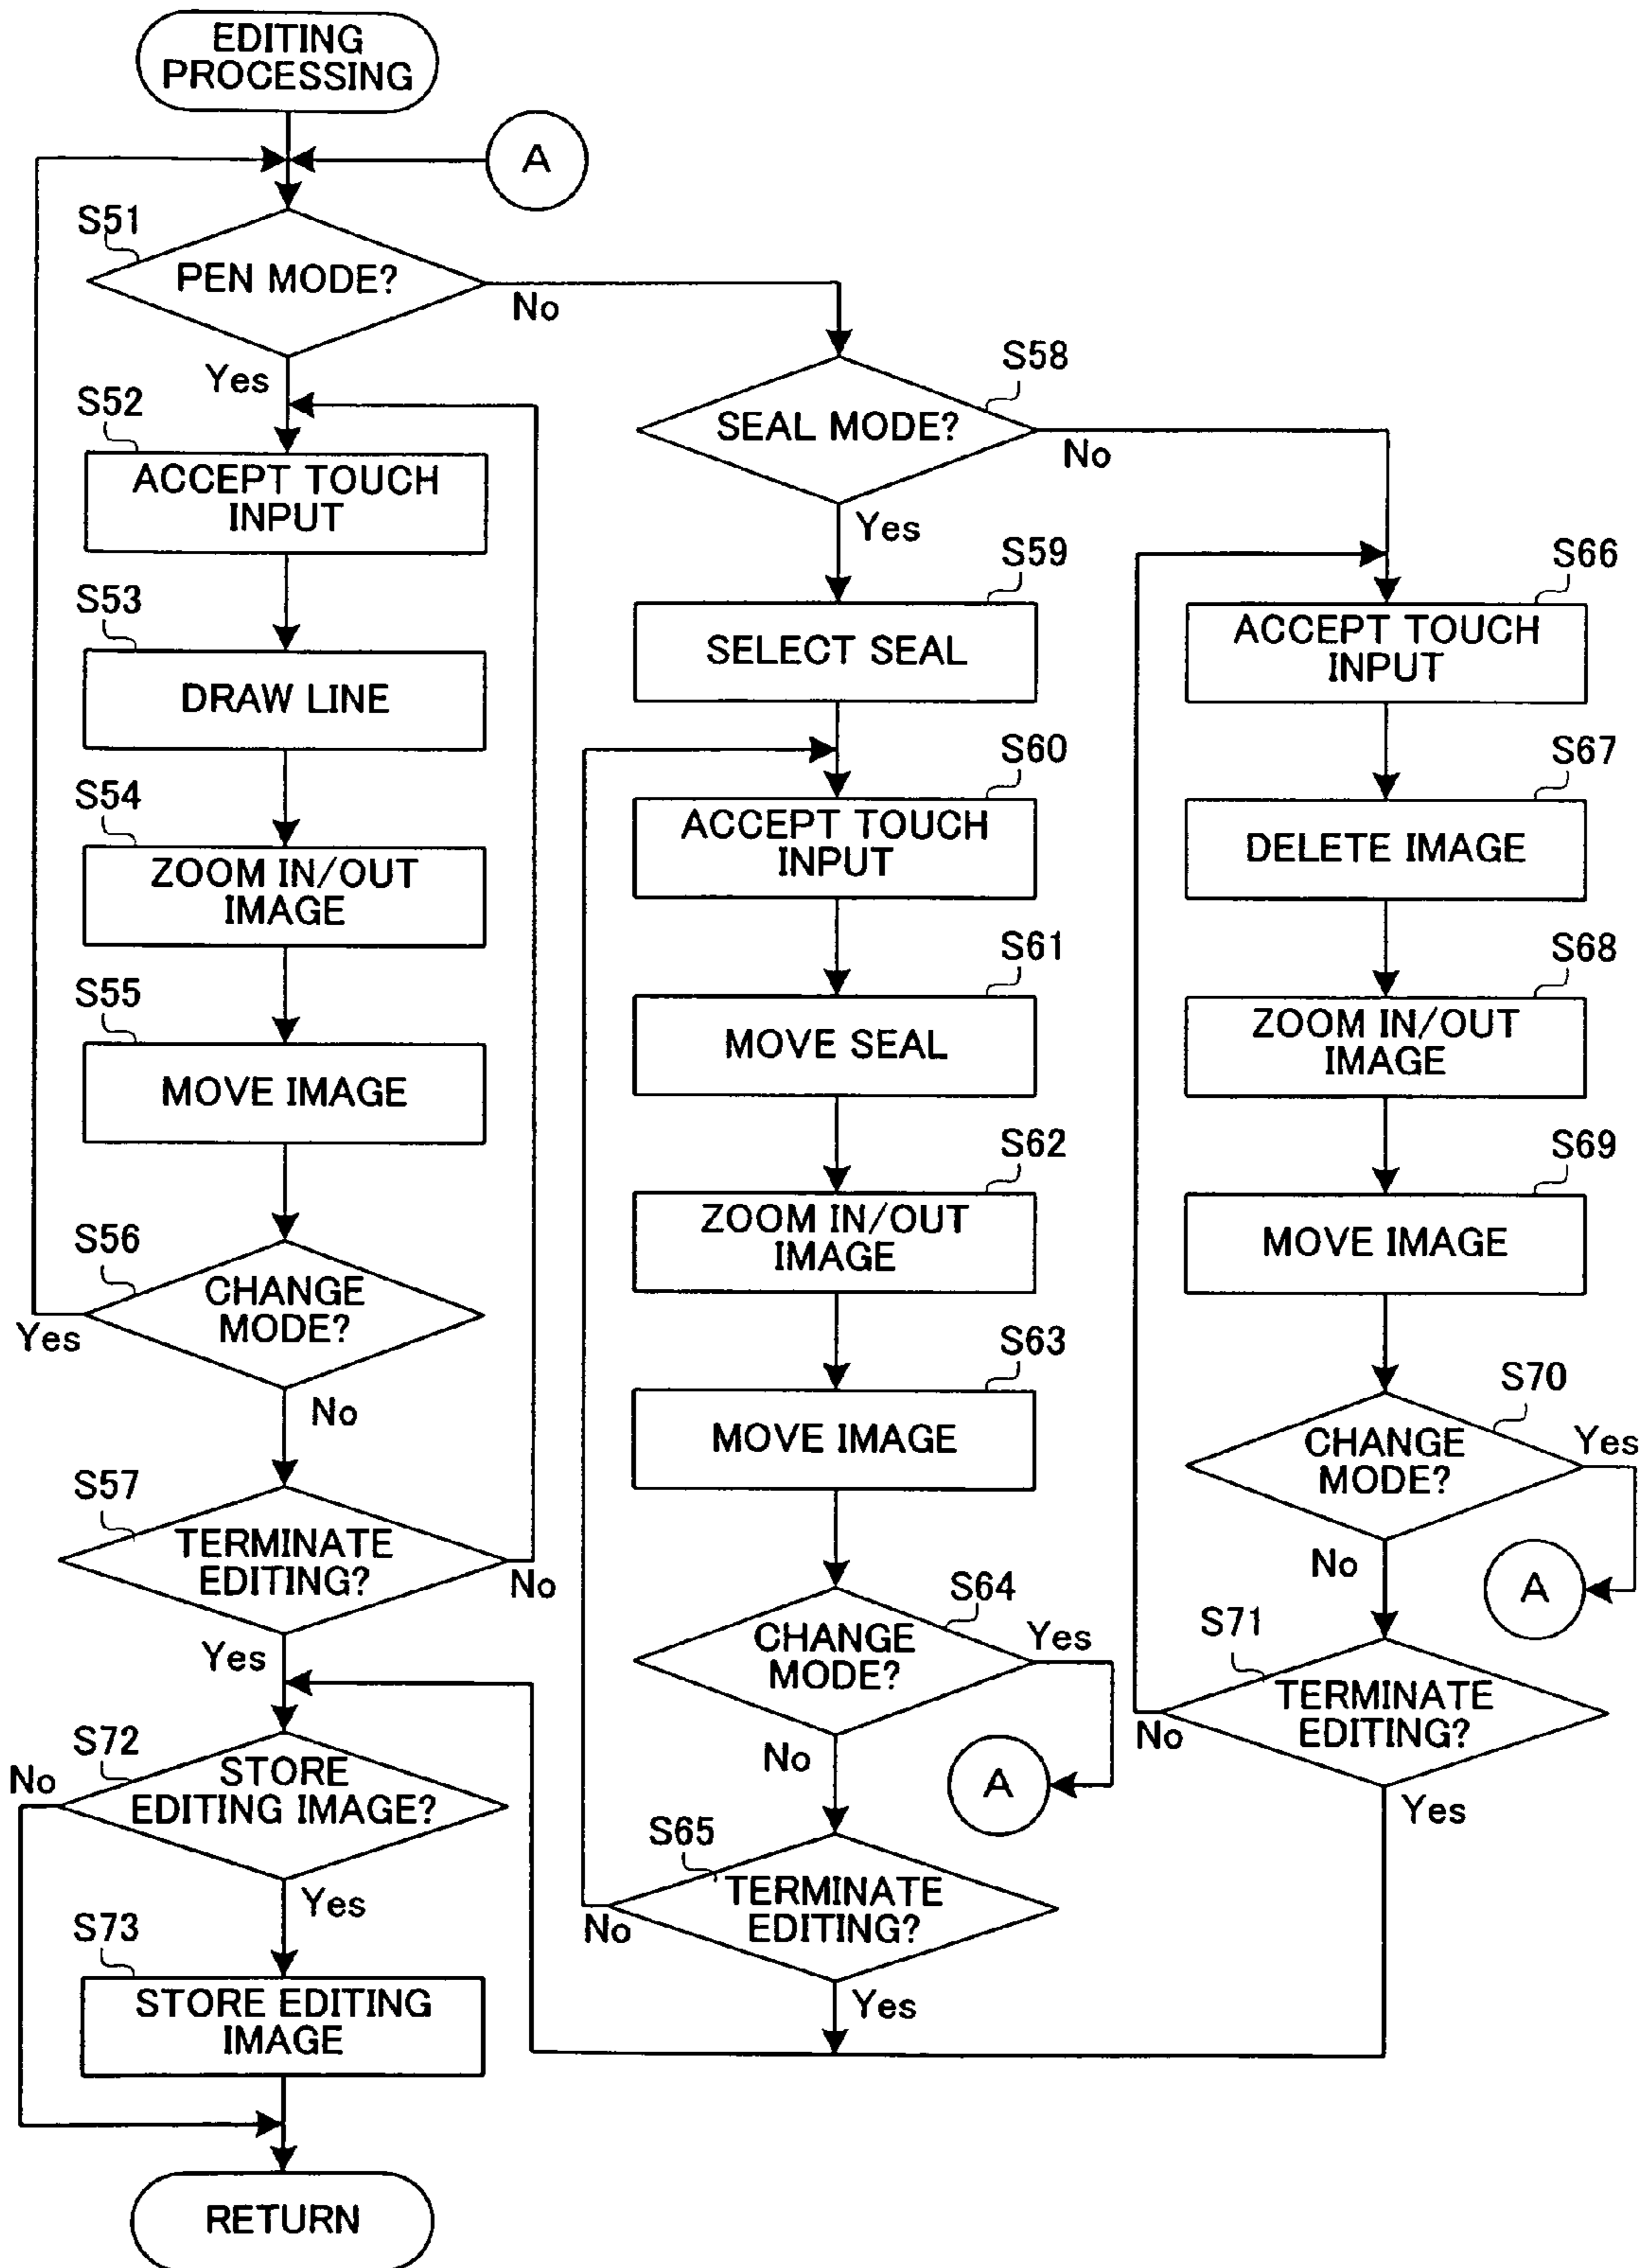 EDITING
PROCESSING
A
S51
PEN MODE?
No
Yes
S52
ACCEPT TOUCH
INPUT
S53
DRAW LINE
S54
ZOOM IN/OUT
IMAGE
S55
MOVE IMAGE
S56
CHANGE
MODE?
Yes
No
S57
TERMINATE
EDITING?
No
Yes
S72
STORE
EDITING IMAGE?
No
Yes
S73
STORE EDITING
IMAGE
RETURN
S58
SEAL MODE?
No
Yes
S59
SELECT SEAL
S60
ACCEPT TOUCH
INPUT
S61
MOVE SEAL
S62
ZOOM IN/OUT
IMAGE
S63
MOVE IMAGE
S64
CHANGE
MODE?
Yes
No
A
S65
TERMINATE
EDITING?
No
Yes
S66
ACCEPT TOUCH
INPUT
S67
DELETE IMAGE
S68
ZOOM IN/OUT
IMAGE
S69
MOVE IMAGE
S70
CHANGE
MODE?
Yes
No
A
S71
TERMINATE
EDITING?
No
Yes